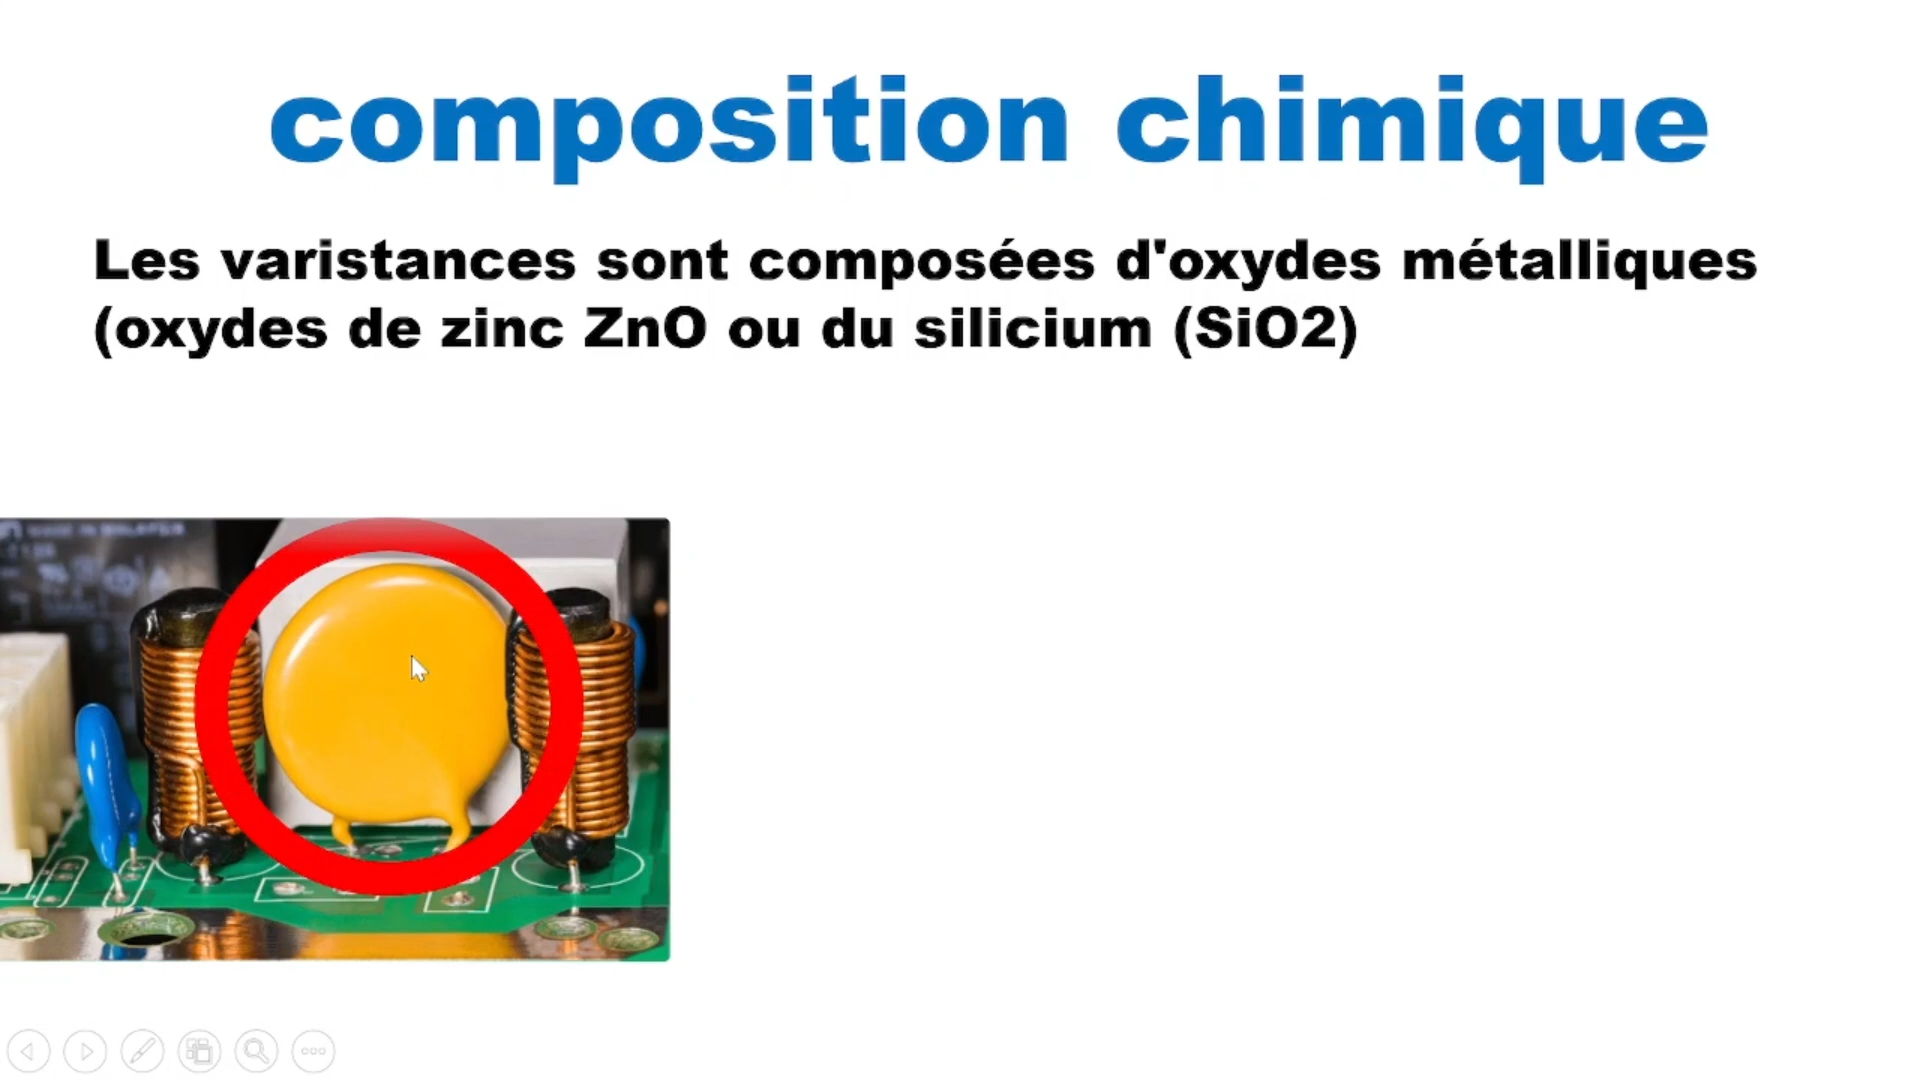 composition chimique
Les varistances sont composées d'oxydes métalliques
(oxydes de zinc ZnO ou du silicium (SiO2)